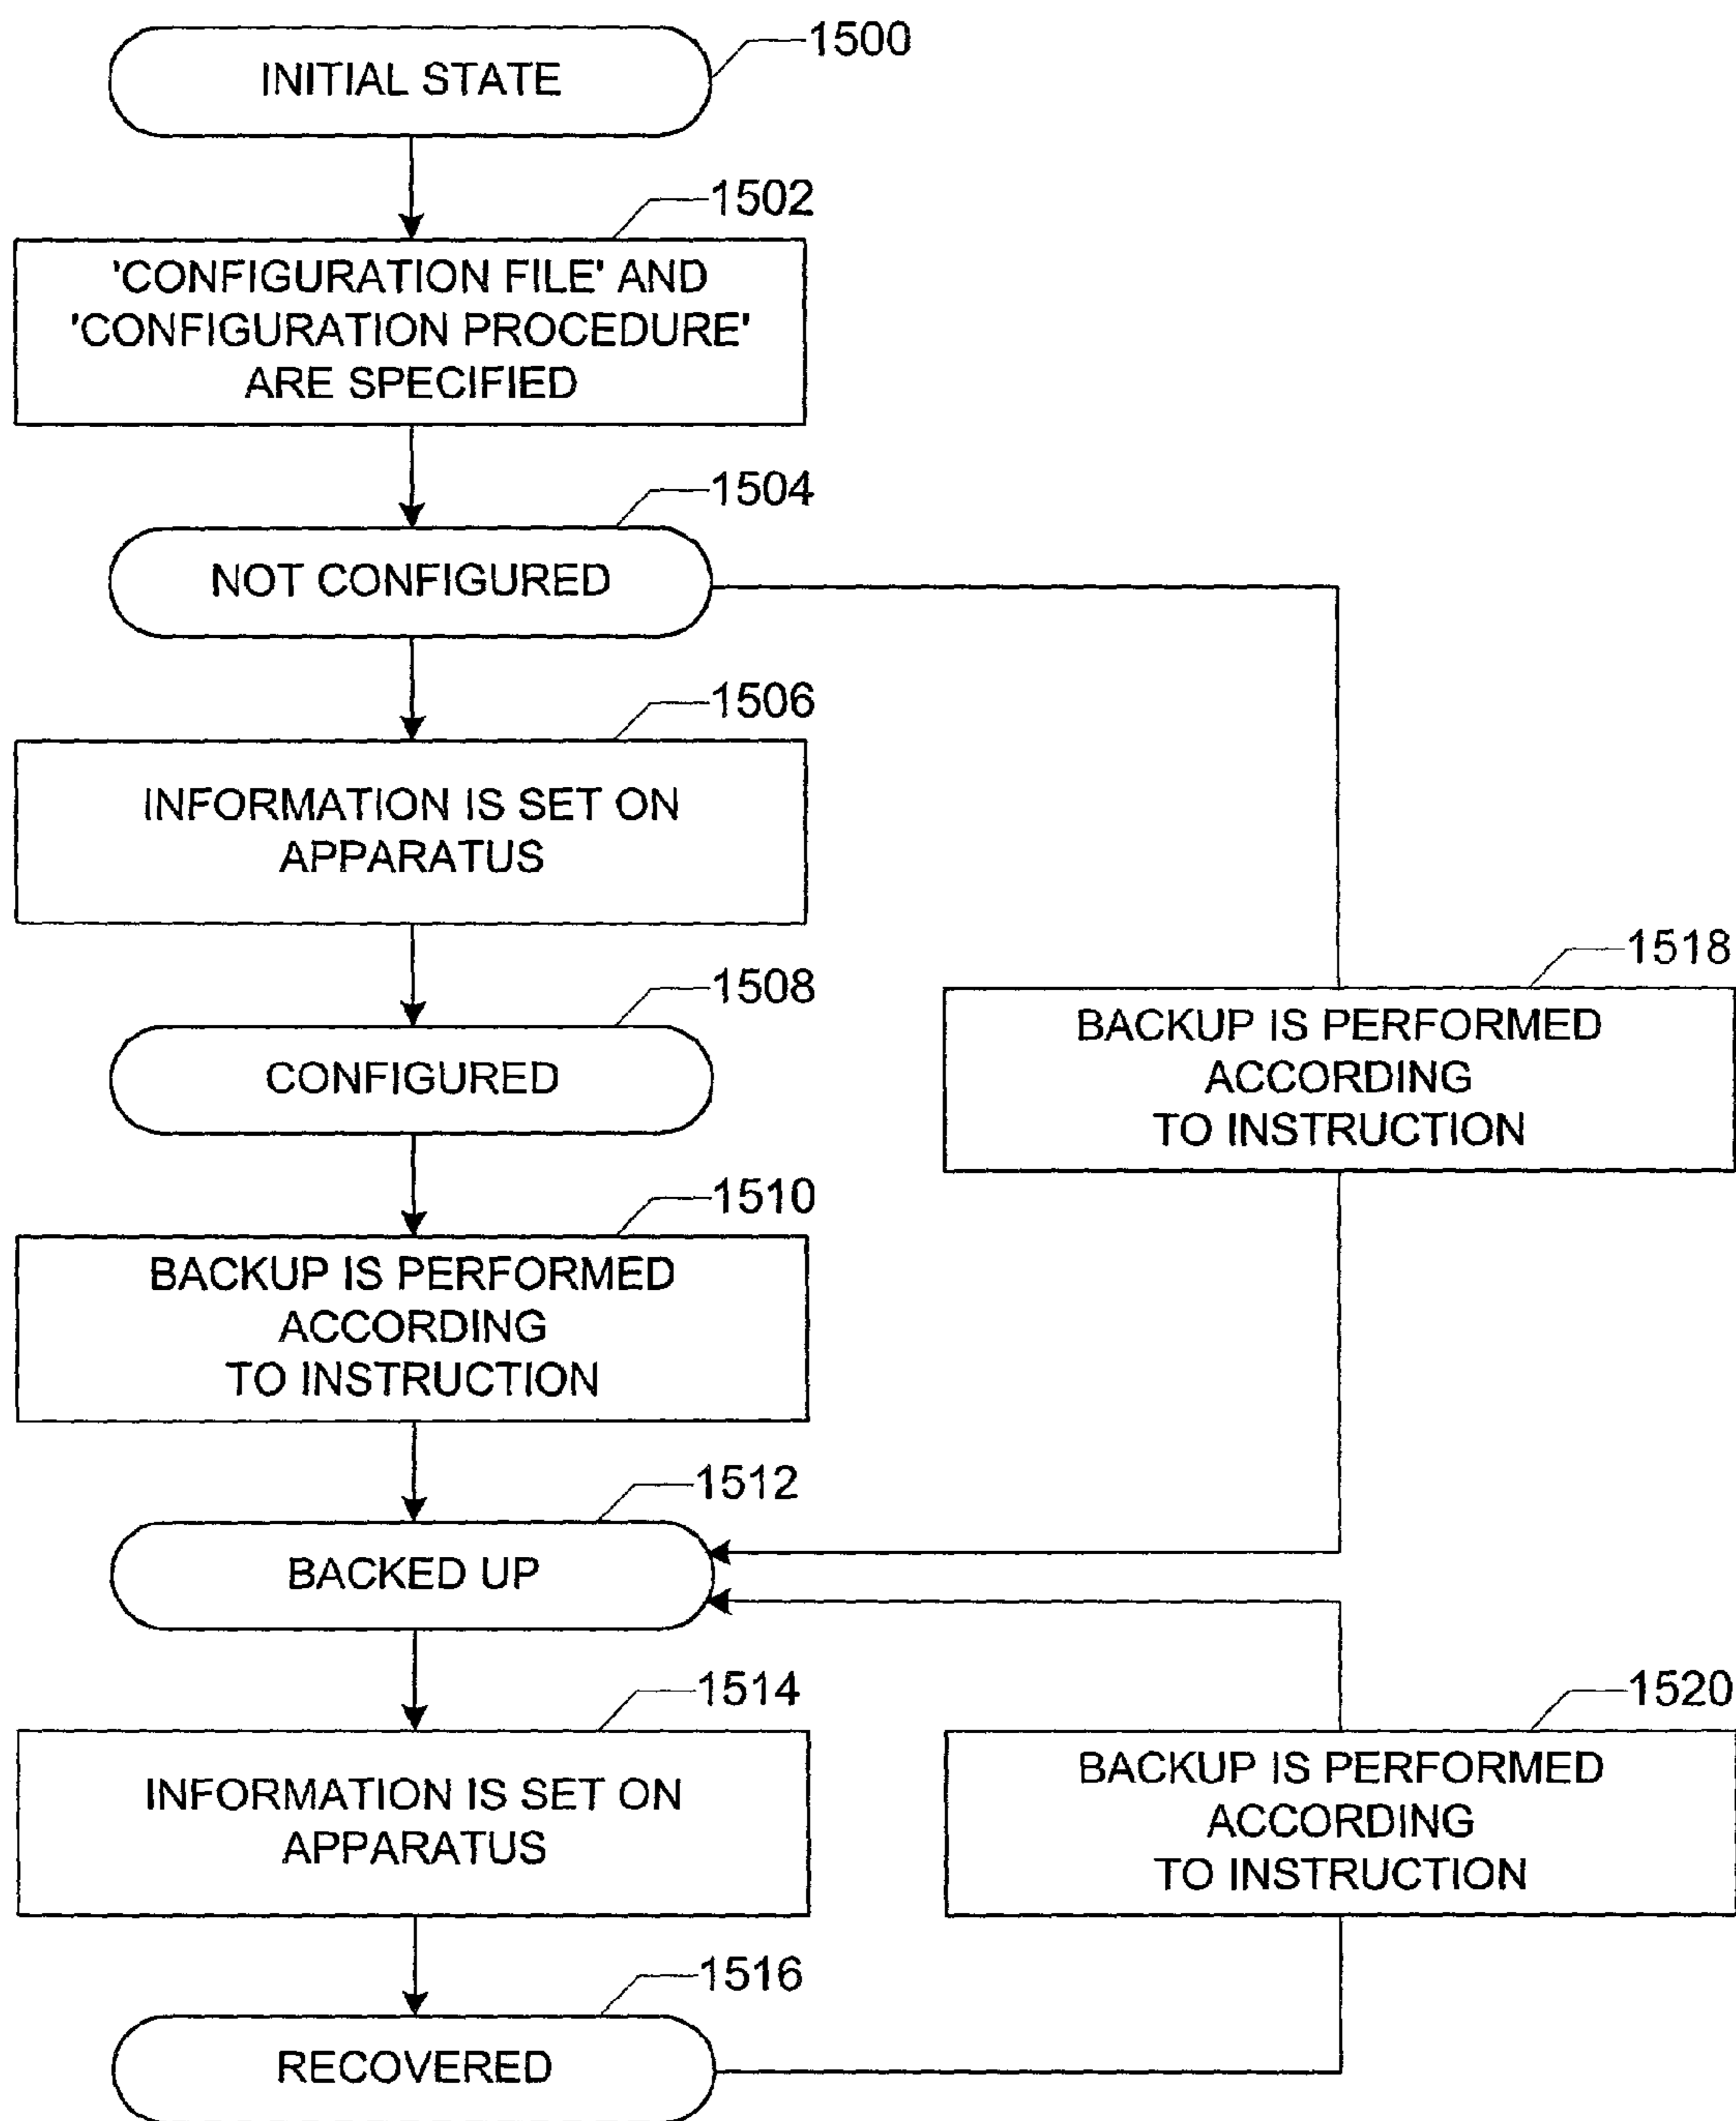 1500
INITIAL STATE
1502
'CONFIGURATION FILE' AND
'CONFIGURATION PROCEDURE'
ARE SPECIFIED
1504
NOT CONFIGURED
1506
INFORMATION IS SET ON
APPARATUS
1508
CONFIGURED
1518
BACKUP IS PERFORMED
ACCORDING
TO INSTRUCTION
1510
BACKUP IS PERFORMED
ACCORDING
TO INSTRUCTION
1512
BACKED UP
1514
INFORMATION IS SET ON
APPARATUS
1520
BACKUP IS PERFORMED
ACCORDING
TO INSTRUCTION
1516
RECOVERED